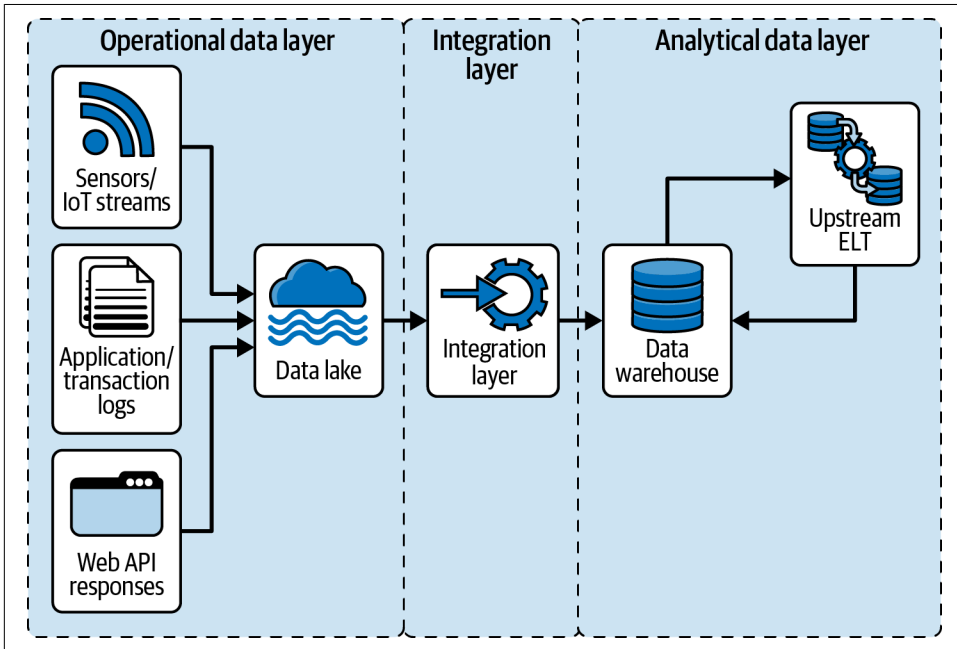 Operational data layer
Integration
layer
Analytical data layer
Sensors/
IoT streams
Application/
transaction
logs
Web API
responses
Data lake
Integration
layer
Data
warehouse
Upstream
ELT